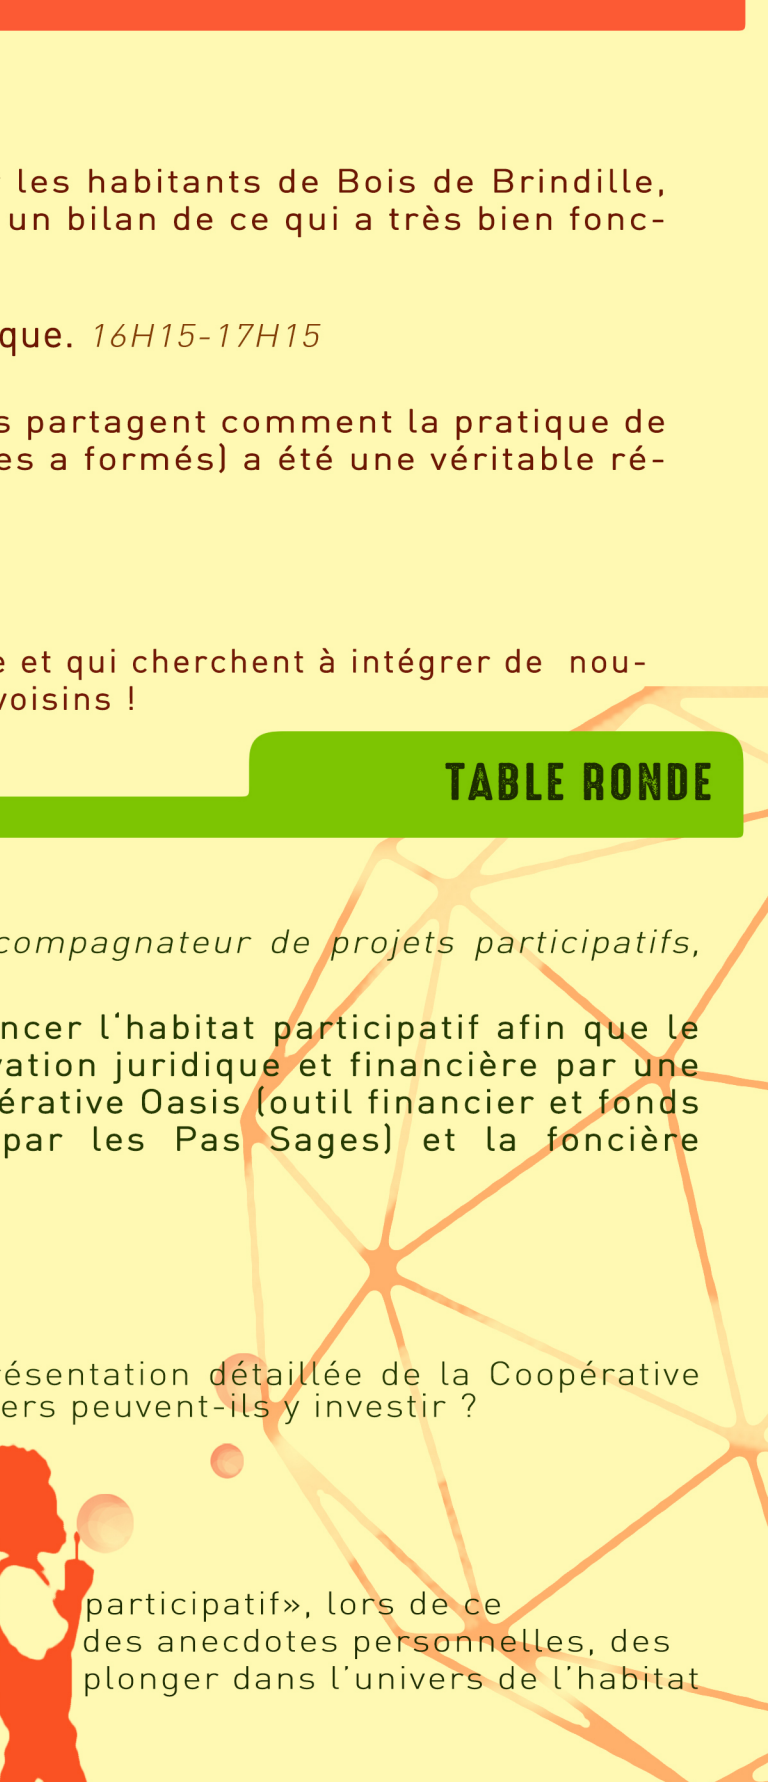 les habitants de Bois de Brindille,
un bilan de ce qui a très bien fonc-
que. 16H15-17H15
s partagent comment la pratique de
es a formés) a été une véritable ré-
e et qui cherchent à intégrer de nou-
voisins !
TABLE RONDE
compagnateur de projets participatifs,
ncer l'habitat participatif afin que le
vation juridique et financière par une
érative Oasis (outil financier et fonds
par les Pas Sages) et la foncière
résentation détaillée de la Coopérative
ers peuvent-ils y investir ?
participatif», lors de ce
des anecdotes personnelles, des
plonger dans l'univers de l'habitat